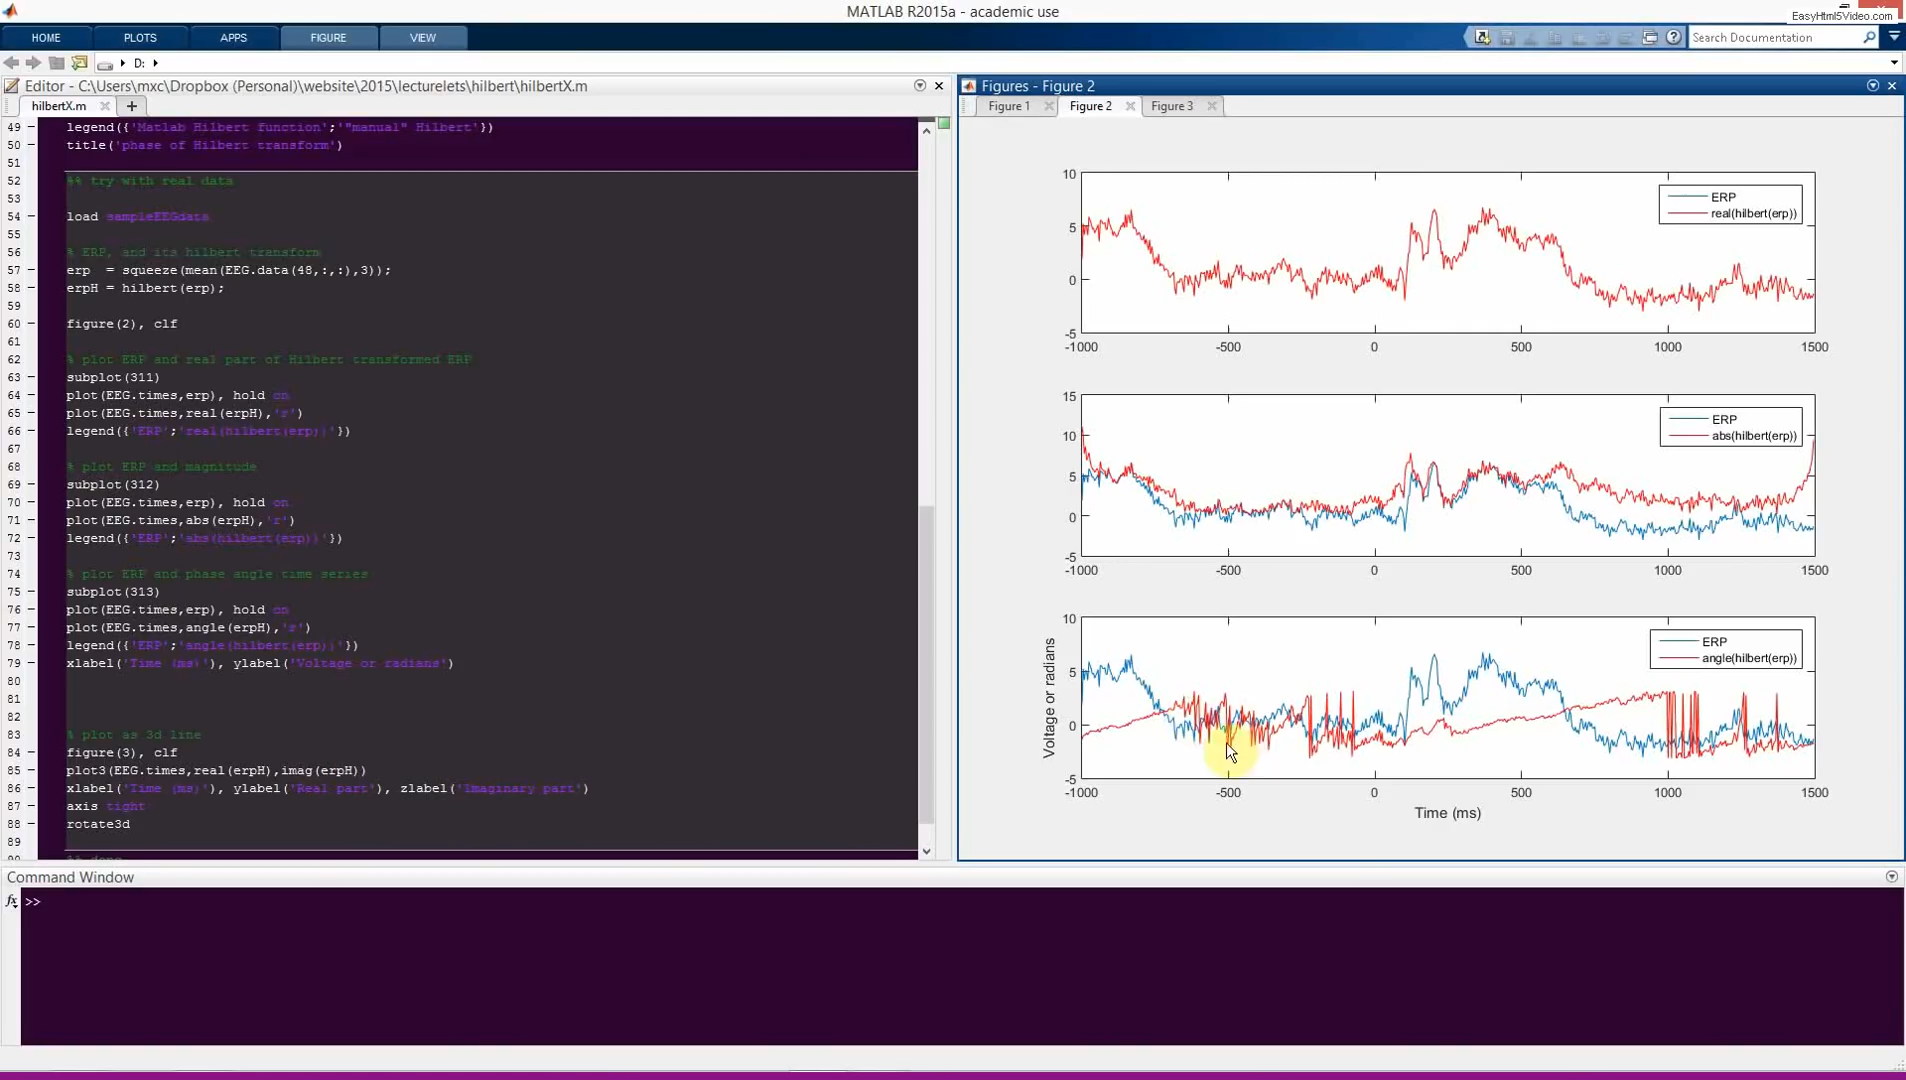 MATLAB R2015a - academic use
EasyHtml5Video.com
HOME PLOTS APPS FIGURE VIEW
Search Documentation
D:
Editor - C:\Users\mxc\Dropbox (Personal)\website\2015\lecturelets\hilbert\hilbertX.m
hilbertX.m
49 legend({'Matlab Hilbert function';'"manual" Hilbert'})
50 title('phase of Hilbert transform')
51
52 %% try with real data
53
54 load sampleEEGdata
55
56 % ERP, and its hilbert transform
57 erp  = squeeze(mean(EEG.data(48,:,:),3));
58 erpH = hilbert(erp);
59
60 figure(2), clf
61
62 % plot ERP and real part of Hilbert transformed ERP
63 subplot(311)
64 plot(EEG.times,erp), hold on
65 plot(EEG.times,real(erpH),'r')
66 legend({'ERP';'real(hilbert(erp))'})
67
68 % plot ERP and magnitude
69 subplot(312)
70 plot(EEG.times,erp), hold on
71 plot(EEG.times,abs(erpH),'r')
72 legend({'ERP';'abs(hilbert(erp))'})
73
74 % plot ERP and phase angle time series
75 subplot(313)
76 plot(EEG.times,erp), hold on
77 plot(EEG.times,angle(erpH),'r')
78 legend({'ERP';'angle(hilbert(erp))'})
79 xlabel('Time (ms)'), ylabel('Voltage or radians')
80
81
82
83 % plot as 3d line
84 figure(3), clf
85 plot3(EEG.times,real(erpH),imag(erpH))
86 xlabel('Time (ms)'), ylabel('Real part'), zlabel('Imaginary part')
87 axis tight
88 rotate3d
89
90 %% done
Figures - Figure 2
Figure 1 Figure 2 Figure 3
10
5
0
-5
-1000 -500 0 500 1000 1500
ERP
real(hilbert(erp))
15
10
5
0
-5
-1000 -500 0 500 1000 1500
ERP
abs(hilbert(erp))
Voltage or radians
10
5
0
-5
-1000 -500 0 500 1000 1500
ERP
angle(hilbert(erp))
Time (ms)
Command Window
fx >>